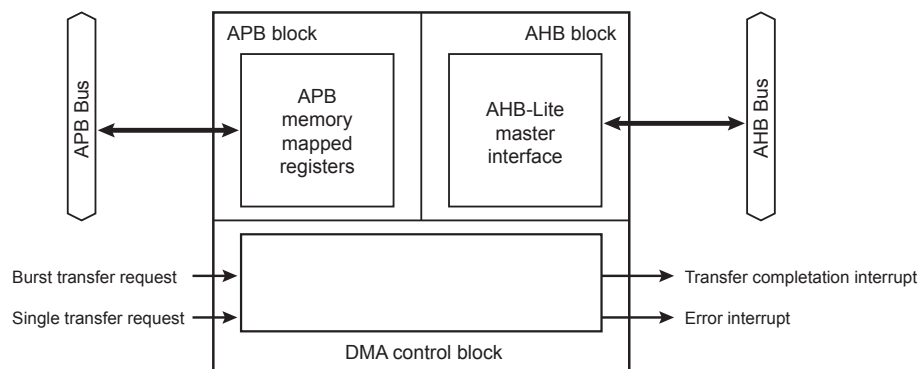 APB block
AHB block
APB Bus
APB
memory
mapped
registers
AHB-Lite
master
interface
AHB Bus
Burst transfer request
Transfer completation interrupt
Single transfer request
Error interrupt
DMA control block